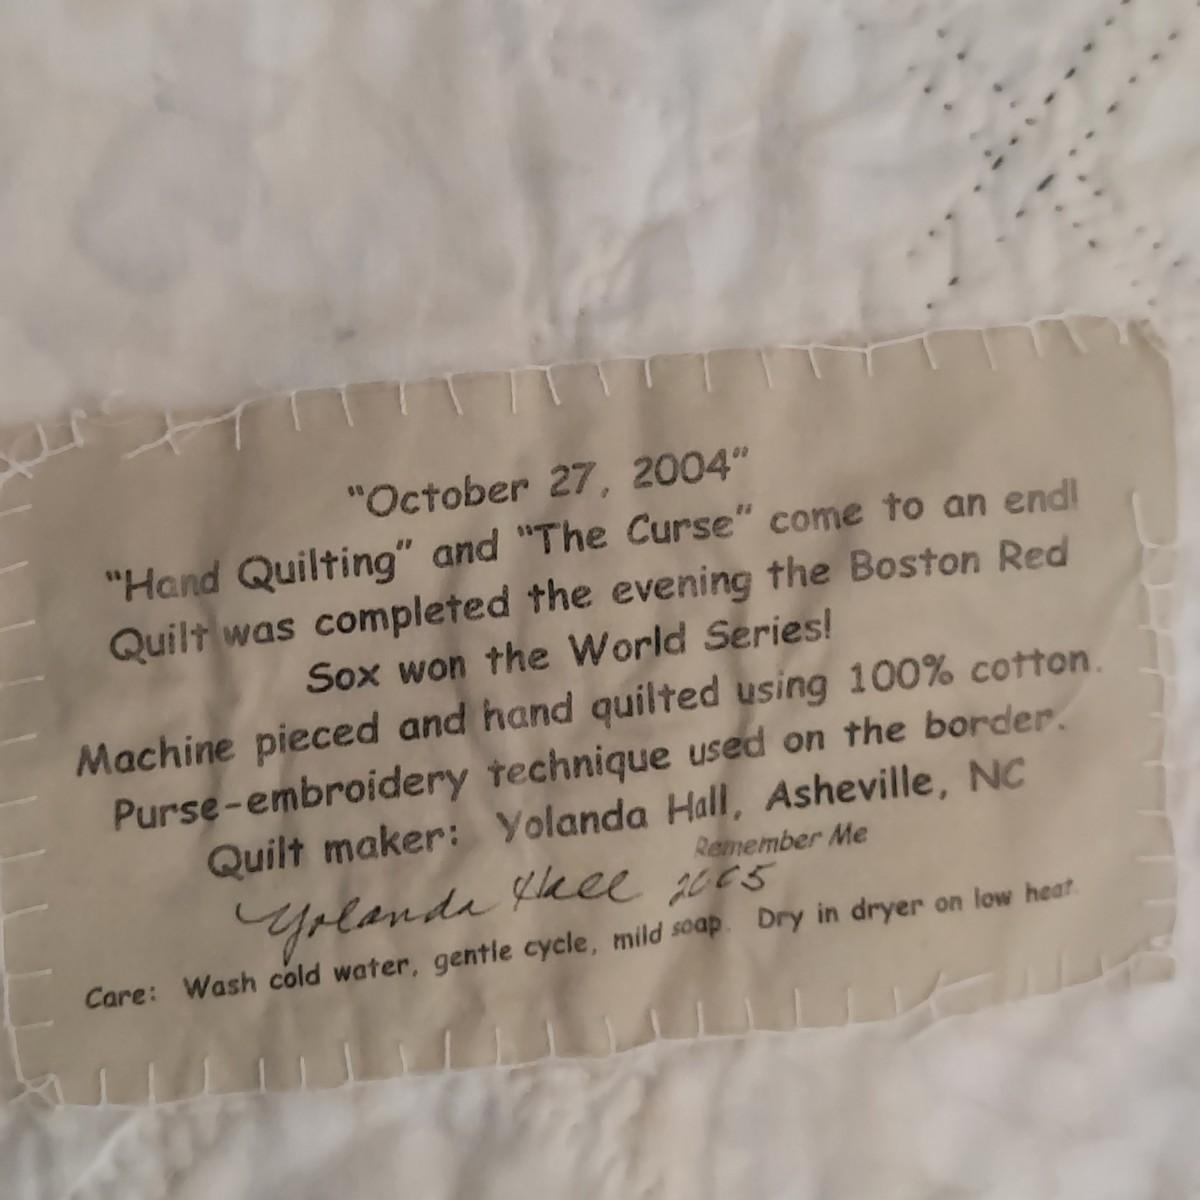 "October 27, 2004"
"Hand Quilting" and "The Curse" come to an end!
Quilt was completed the evening the Boston Red
Sox won the World Series!
Machine pieced and hand quilted using 100% cotton.
Purse-embroidery technique used on the border.
Quilt maker: Yolanda Hall, Asheville, NC
Remember Me
Yolanda Hall 2005
Care: Wash cold water, gentle cycle, mild soap. Dry in dryer on low heat.